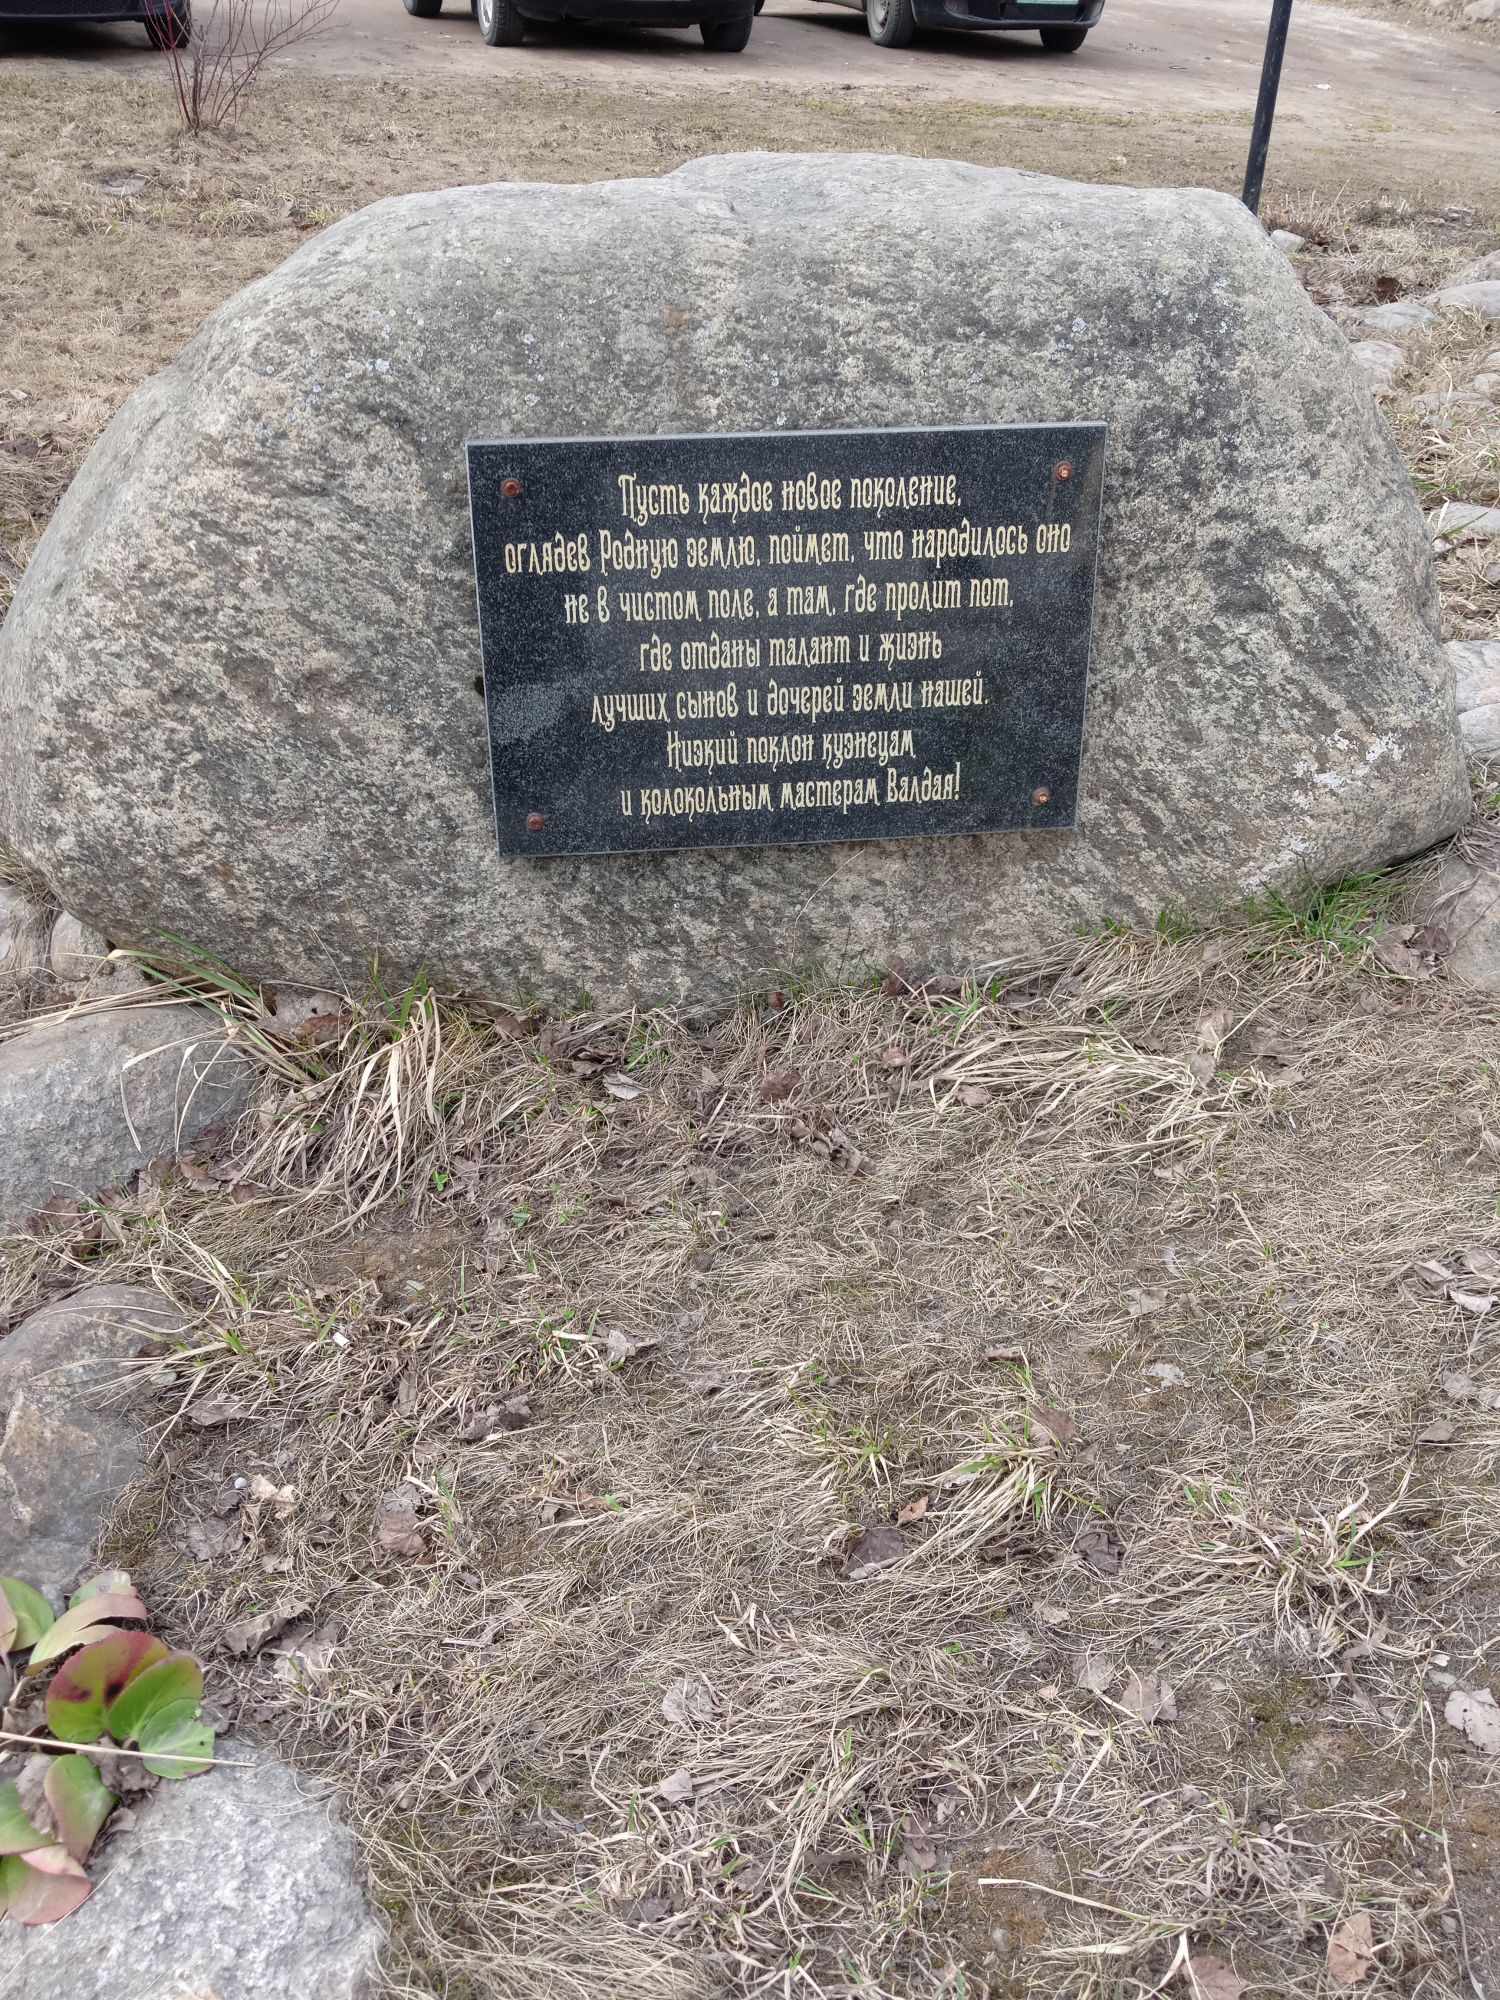 Пусть каждое новое поколение,
оглядев Родную землю, поймет, что народилось оно
не в чистом поле, а там, где пролит пот,
где отданы талант и жизнь
лучших сынов и дочерей земли нашей.
Низкий поклон кузнецам
и колокольным мастерам Валдая!